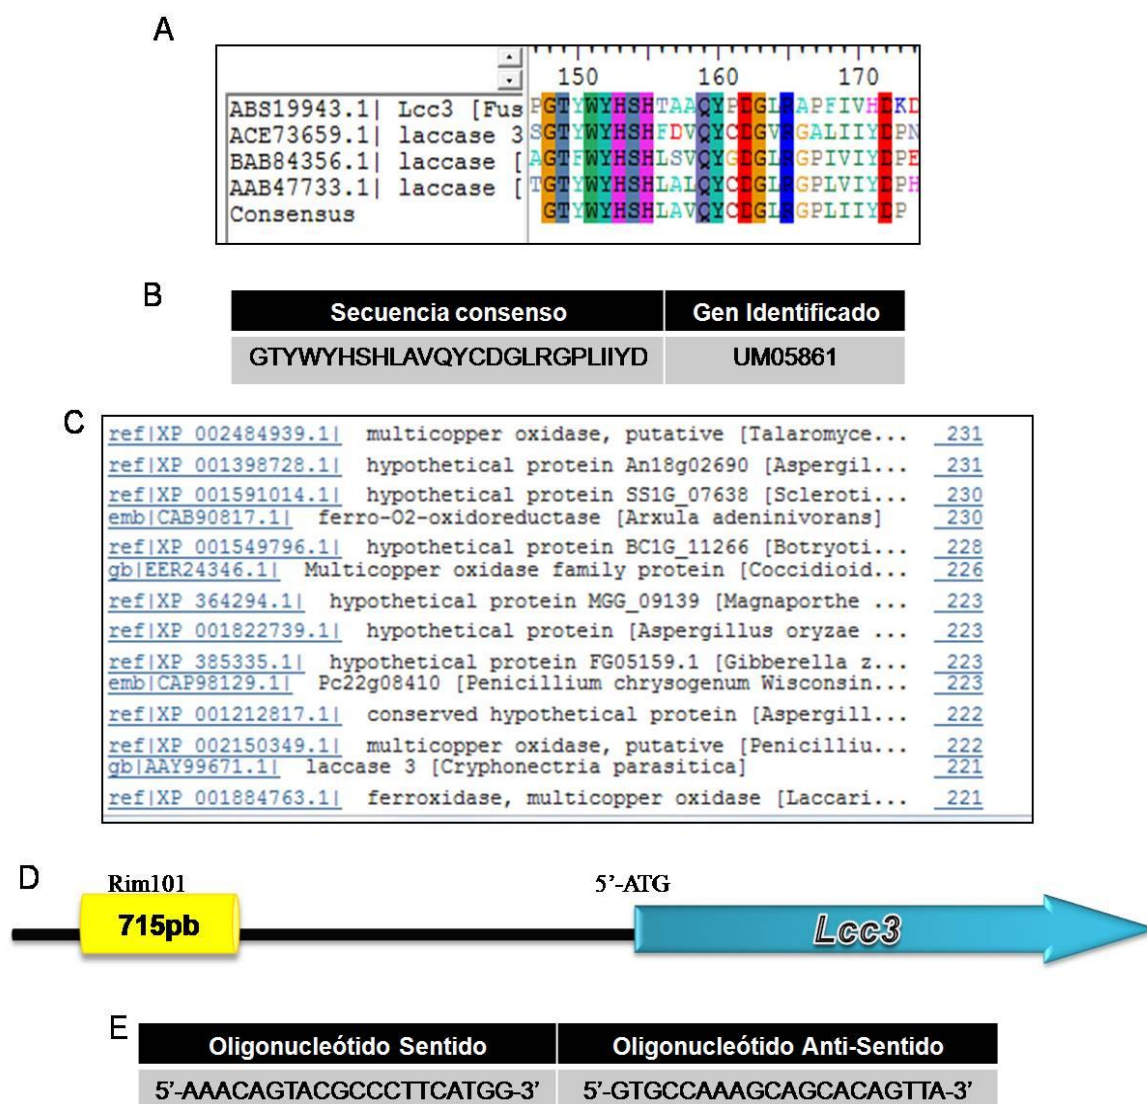 A
150 160 170
ABS19943.1| Lcc3 [Fus PGTYWYHSHTAAQYPDGLRAPFIVHDKD
ACE73659.1| laccase 3 SGTYWYHSHFDVQYCDGVRGALIIYDPN
BAB84356.1| laccase [ AGTFWYHSHLSVQYGDGLRGPIVIYDPE
AAB47733.1| laccase [ TGTYWYHSHLALQYCDGLRGPLVIYDPH
Consensus GTYWYHSHLAVQYCDGLRGPLIIYDP
B
Secuencia consenso Gen Identificado
GTYWYHSHLAVQYCDGLRGPLIIYD UM05861
C
ref|XP_002484939.1| multicopper oxidase, putative [Talaromyce... 231
ref|XP_001398728.1| hypothetical protein An18g02690 [Aspergil... 231
ref|XP_001591014.1| hypothetical protein SS1G_07638 [Scleroti... 230
emb|CAB90817.1| ferro-O2-oxidoreductase [Arxula adeninivorans] 230
ref|XP_001549796.1| hypothetical protein BC1G_11266 [Botryoti... 228
gb|EER24346.1| Multicopper oxidase family protein [Coccidioid... 226
ref|XP_364294.1| hypothetical protein MGG_09139 [Magnaporthe ... 223
ref|XP_001822739.1| hypothetical protein [Aspergillus oryzae ... 223
ref|XP_385335.1| hypothetical protein FG05159.1 [Gibberella z... 223
emb|CAP98129.1| Pc22g08410 [Penicillium chrysogenum Wisconsin... 223
ref|XP_001212817.1| conserved hypothetical protein [Aspergill... 222
ref|XP_002150349.1| multicopper oxidase, putative [Penicilliu... 222
gb|AAY99671.1| laccase 3 [Cryphonectria parasitica] 221
ref|XP_001884763.1| ferroxidase, multicopper oxidase [Laccari... 221
D
Rim101 5'-ATG
715pb Lcc3
E
Oligonucleótido Sentido Oligonucleótido Anti-Sentido
5'-AAACAGTACGCCCTTCATGG-3' 5'-GTGCCAAAGCAGCACAGTTA-3'